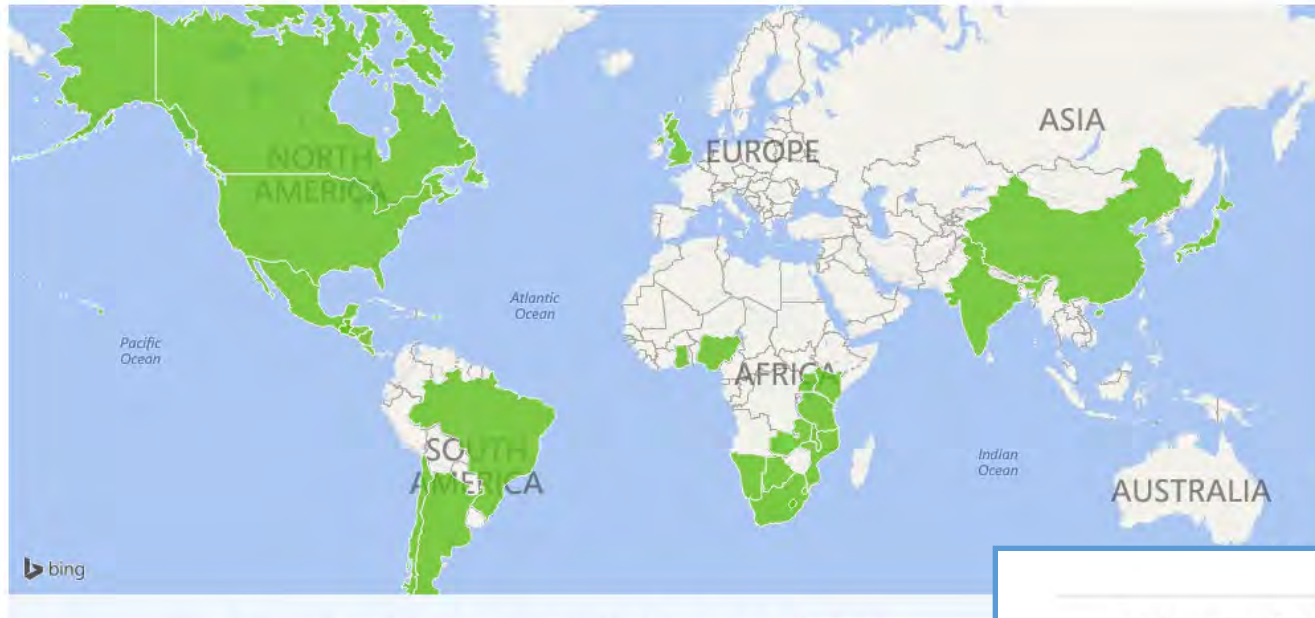 NORTH
AMERICA
EUROPE
ASIA
Atlantic
Ocean
Pacific
Ocean
AFRICA
SOUTH
AMERICA
Indian
Ocean
AUSTRALIA
bing